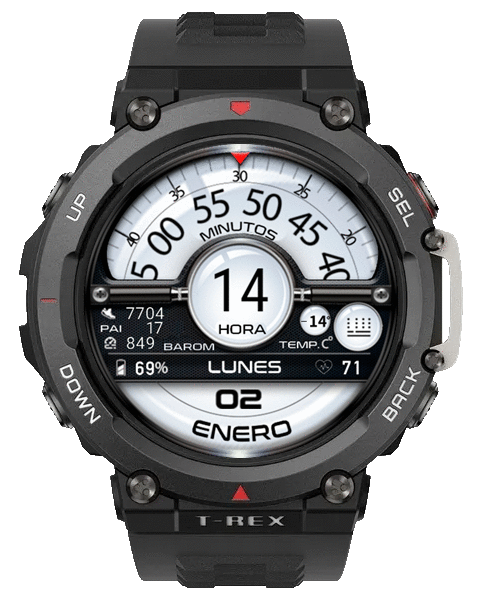 UP
SEL
40 35 30 25 20
5 00 55 50 45 40
MINUTOS
14
HORA
7704
PAI 17
849 BAROM
-14°
TEMP.C°
69% LUNES 71
02
ENERO
DOWN
BACK
T-REX